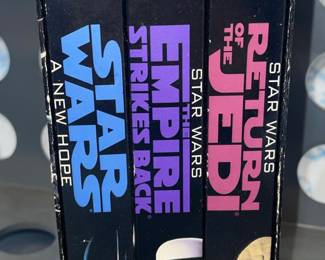 STAR
WARS
A NEW HOPE
STAR WARS
THE
EMPIRE
STRIKES BACK
STAR WARS
RETURN
OF THE
JEDI